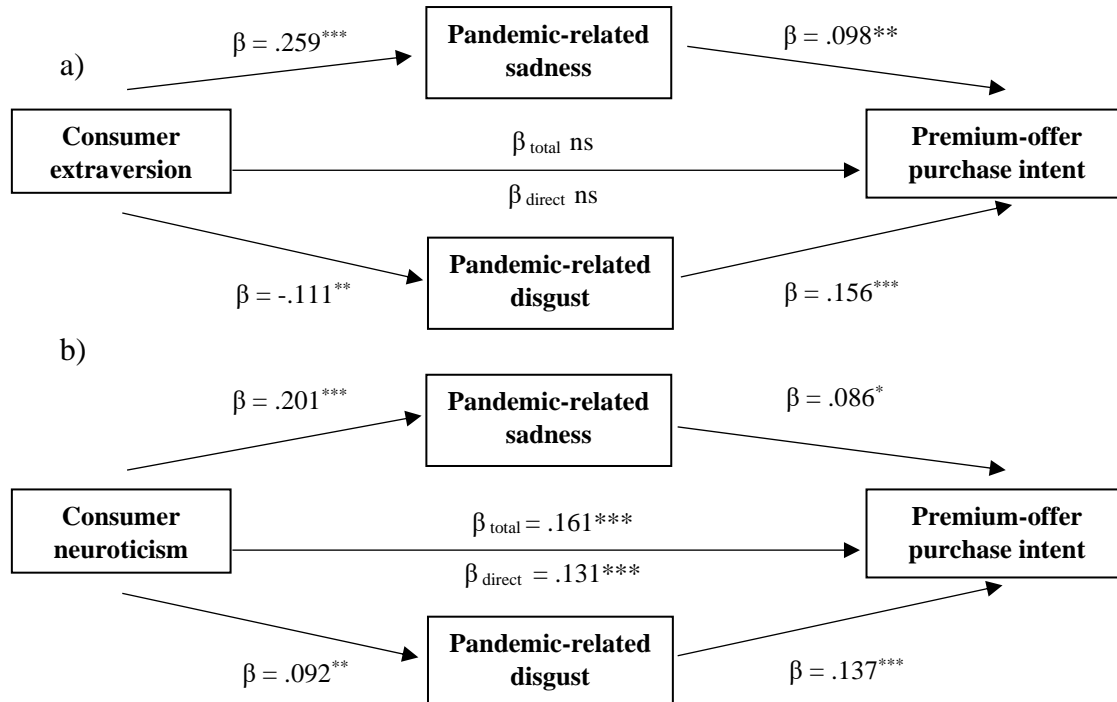 β = .259***
Pandemic-related
sadness
β = .098**
a)
Consumer
extraversion
β total ns
β direct ns
Premium-offer
purchase intent
β = -.111**
Pandemic-related
disgust
β = .156***
b)
β = .201***
Pandemic-related
sadness
β = .086*
Consumer
neuroticism
β total = .161***
β direct = .131***
Premium-offer
purchase intent
β = .092**
Pandemic-related
disgust
β = .137***